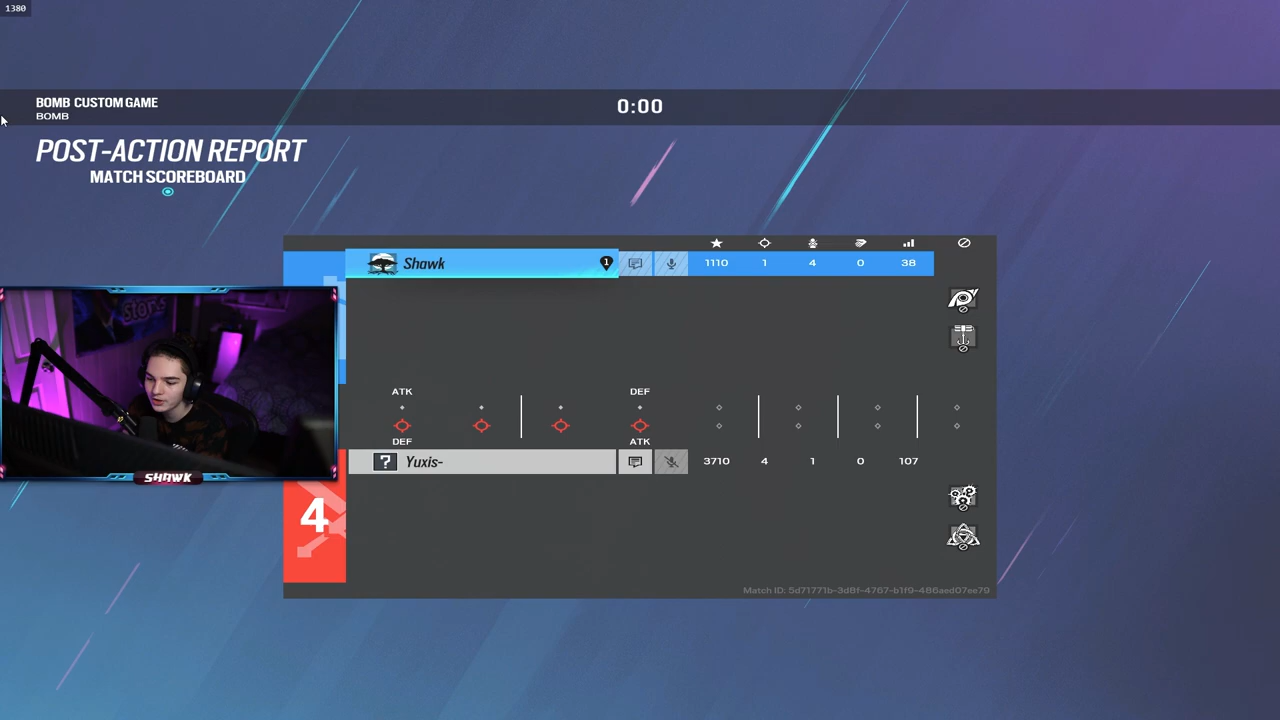 1380
BOMB CUSTOM GAME
BOMB
0:00
POST-ACTION REPORT
MATCH SCOREBOARD
Shawk 1 1110 1 4 0 38
stors
ATK DEF
DEF ATK
? Yuxis- 3710 4 1 0 107
SHAWK
4
Match ID: 5d71771b-3d8f-4767-b1f9-486aed07ee79